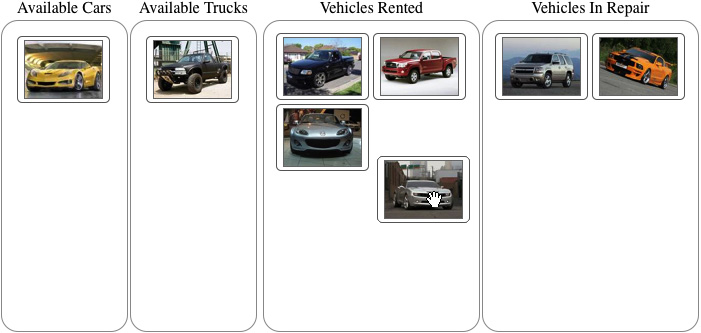 Available Cars
Available Trucks
Vehicles Rented
Vehicles In Repair